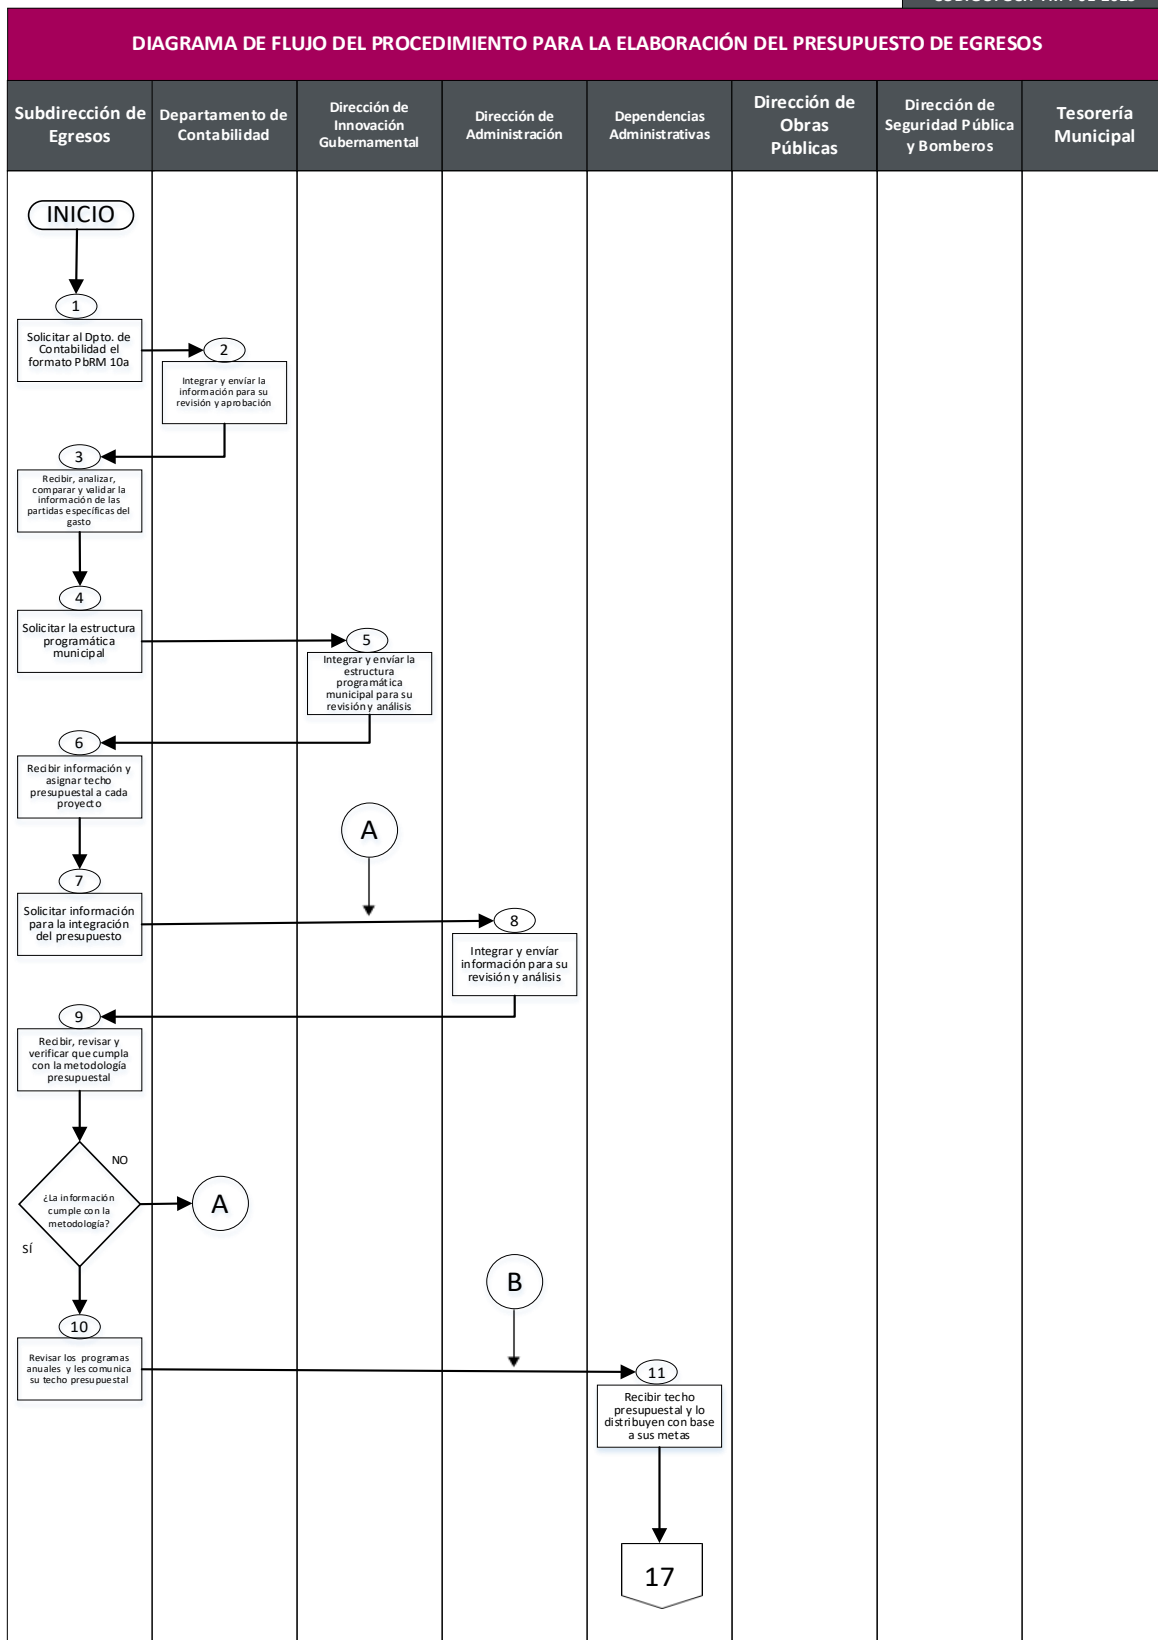 DIAGRAMA DE FLUJO DEL PROCEDIMIENTO PARA LA ELABORACIÓN DEL PRESUPUESTO DE EGRESOS
Subdirección de
Egresos
Departamento de
Contabilidad
Dirección de
Innovación
Gubernamental
Dirección de
Administración
Dependencias
Administrativas
Dirección de
Obras
Públicas
Dirección de
Seguridad Pública
y Bomberos
Tesorería
Municipal
INICIO
1
Solicitar al Dpto. de
Contabilidad el
formato PbRM 10a
2
Integrar y envíar la
información para su
revisión y aprobación
3
Recibir, analizar,
comparar y validar la
información de las
partidas específicas del
gasto
4
Solicitar la estructura
programática
municipal
5
Integrar y envíar la
estructura
programática
municipal para su
revisión y análisis
6
Recibir información y
asignar techo
presupuestal a cada
proyecto
A
7
Solicitar información
para la integración
del presupuesto
8
Integrar y envíar
información para su
revisión y análisis
9
Recibir, revisar y
verificar que cumpla
con la metodología
presupuestal
NO
¿La información
cumple con la
metodología?
A
SÍ
B
10
Revisar los programas
anuales y les comunica
su techo presupuestal
11
Recibir techo
presupuestal y lo
distribuyen con base
a sus metas
17